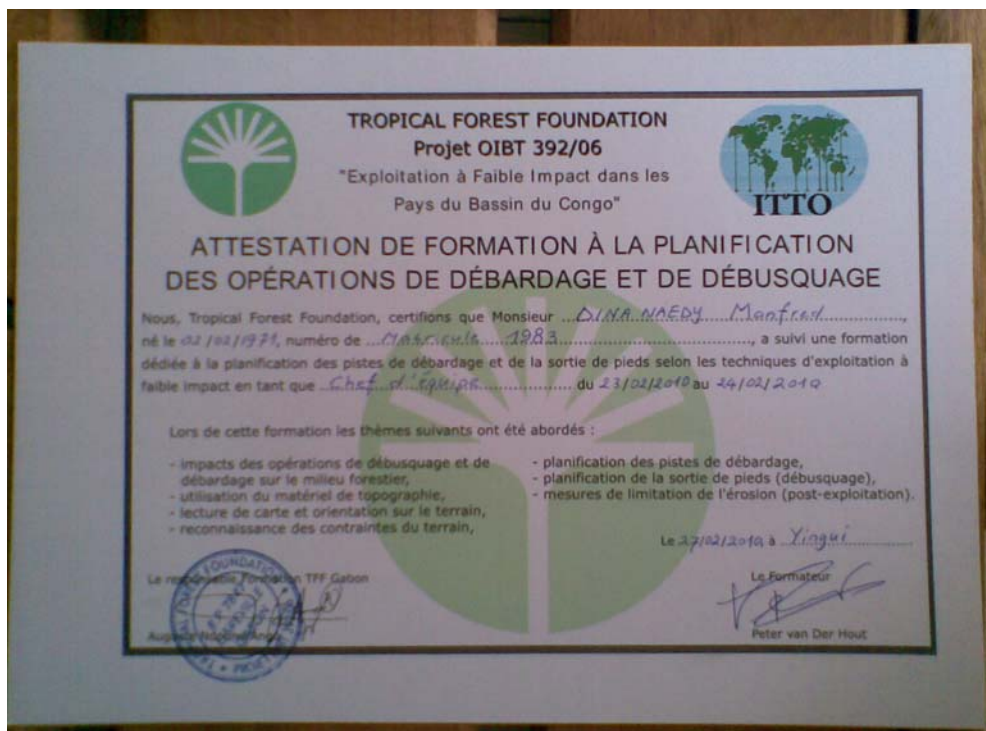 TROPICAL FOREST FOUNDATION
Projet OIBT 392/06
"Exploitation à Faible Impact dans les
Pays du Bassin du Congo"
ITTO
ATTESTATION DE FORMATION À LA PLANIFICATION
DES OPÉRATIONS DE DÉBARDAGE ET DE DÉBUSQUAGE
Nous, Tropical Forest Foundation, certifions que Monsieur DINA NAEDY Manfred,
né le 02/02/1971, numéro de Matricule 1983, a suivi une formation
dédiée à la planification des pistes de débardage et de la sortie de pieds selon les techniques d'exploitation à
faible impact en tant que Chef d'équipe du 23/02/2010 au 24/02/2010
Lors de cette formation les thèmes suivants ont été abordés :
- impacts des opérations de débusquage et de
débardage sur le milieu forestier,
- utilisation du matériel de topographie,
- lecture de carte et orientation sur le terrain,
- reconnaissance des contraintes du terrain,
- planification des pistes de débardage,
- planification de la sortie de pieds (débusquage),
- mesures de limitation de l'érosion (post-exploitation).
Le 27/02/2010, à Yingui
Le responsable Formation TFF Gabon
Auguste
Le Formateur
Peter van Der Hout